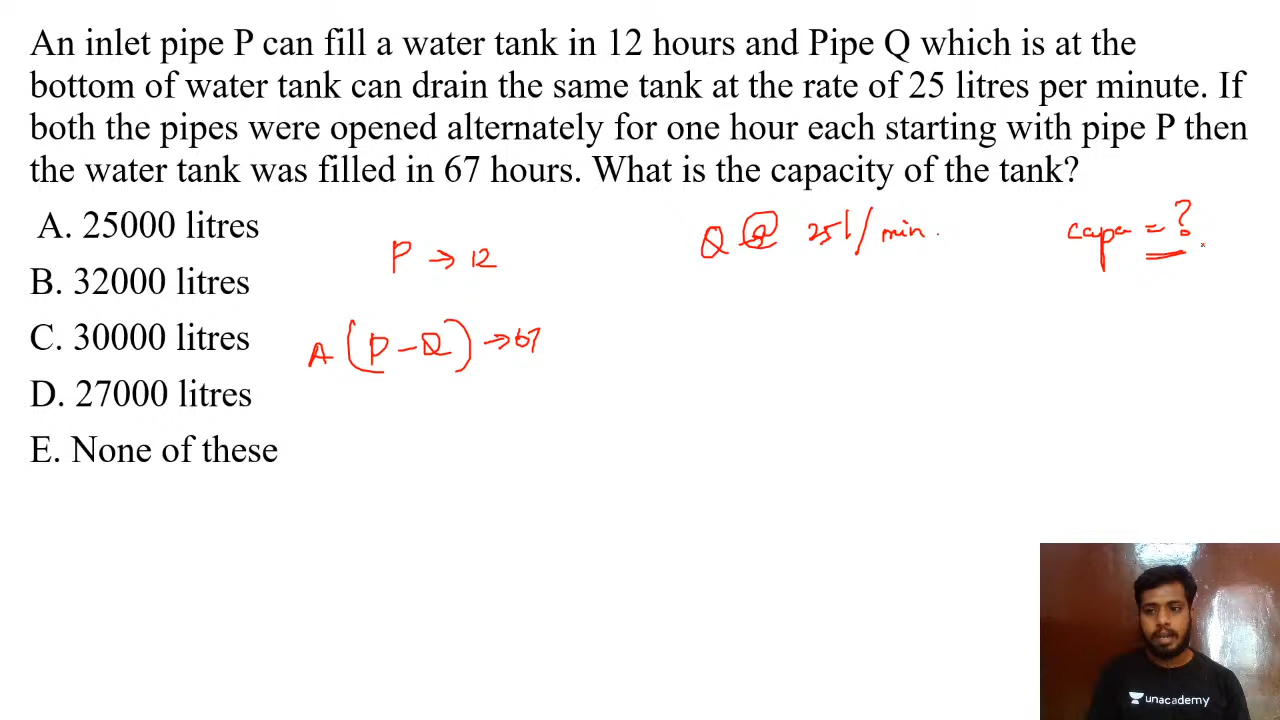 An inlet pipe P can fill a water tank in 12 hours and Pipe Q which is at the
bottom of water tank can drain the same tank at the rate of 25 litres per minute. If
both the pipes were opened alternately for one hour each starting with pipe P then
the water tank was filled in 67 hours. What is the capacity of the tank?
A. 25000 litres
B. 32000 litres
C. 30000 litres
D. 27000 litres
E. None of these
P → 12
Q @ 25l/min.
capa = ?
A (P - Q) → 67
unacademy